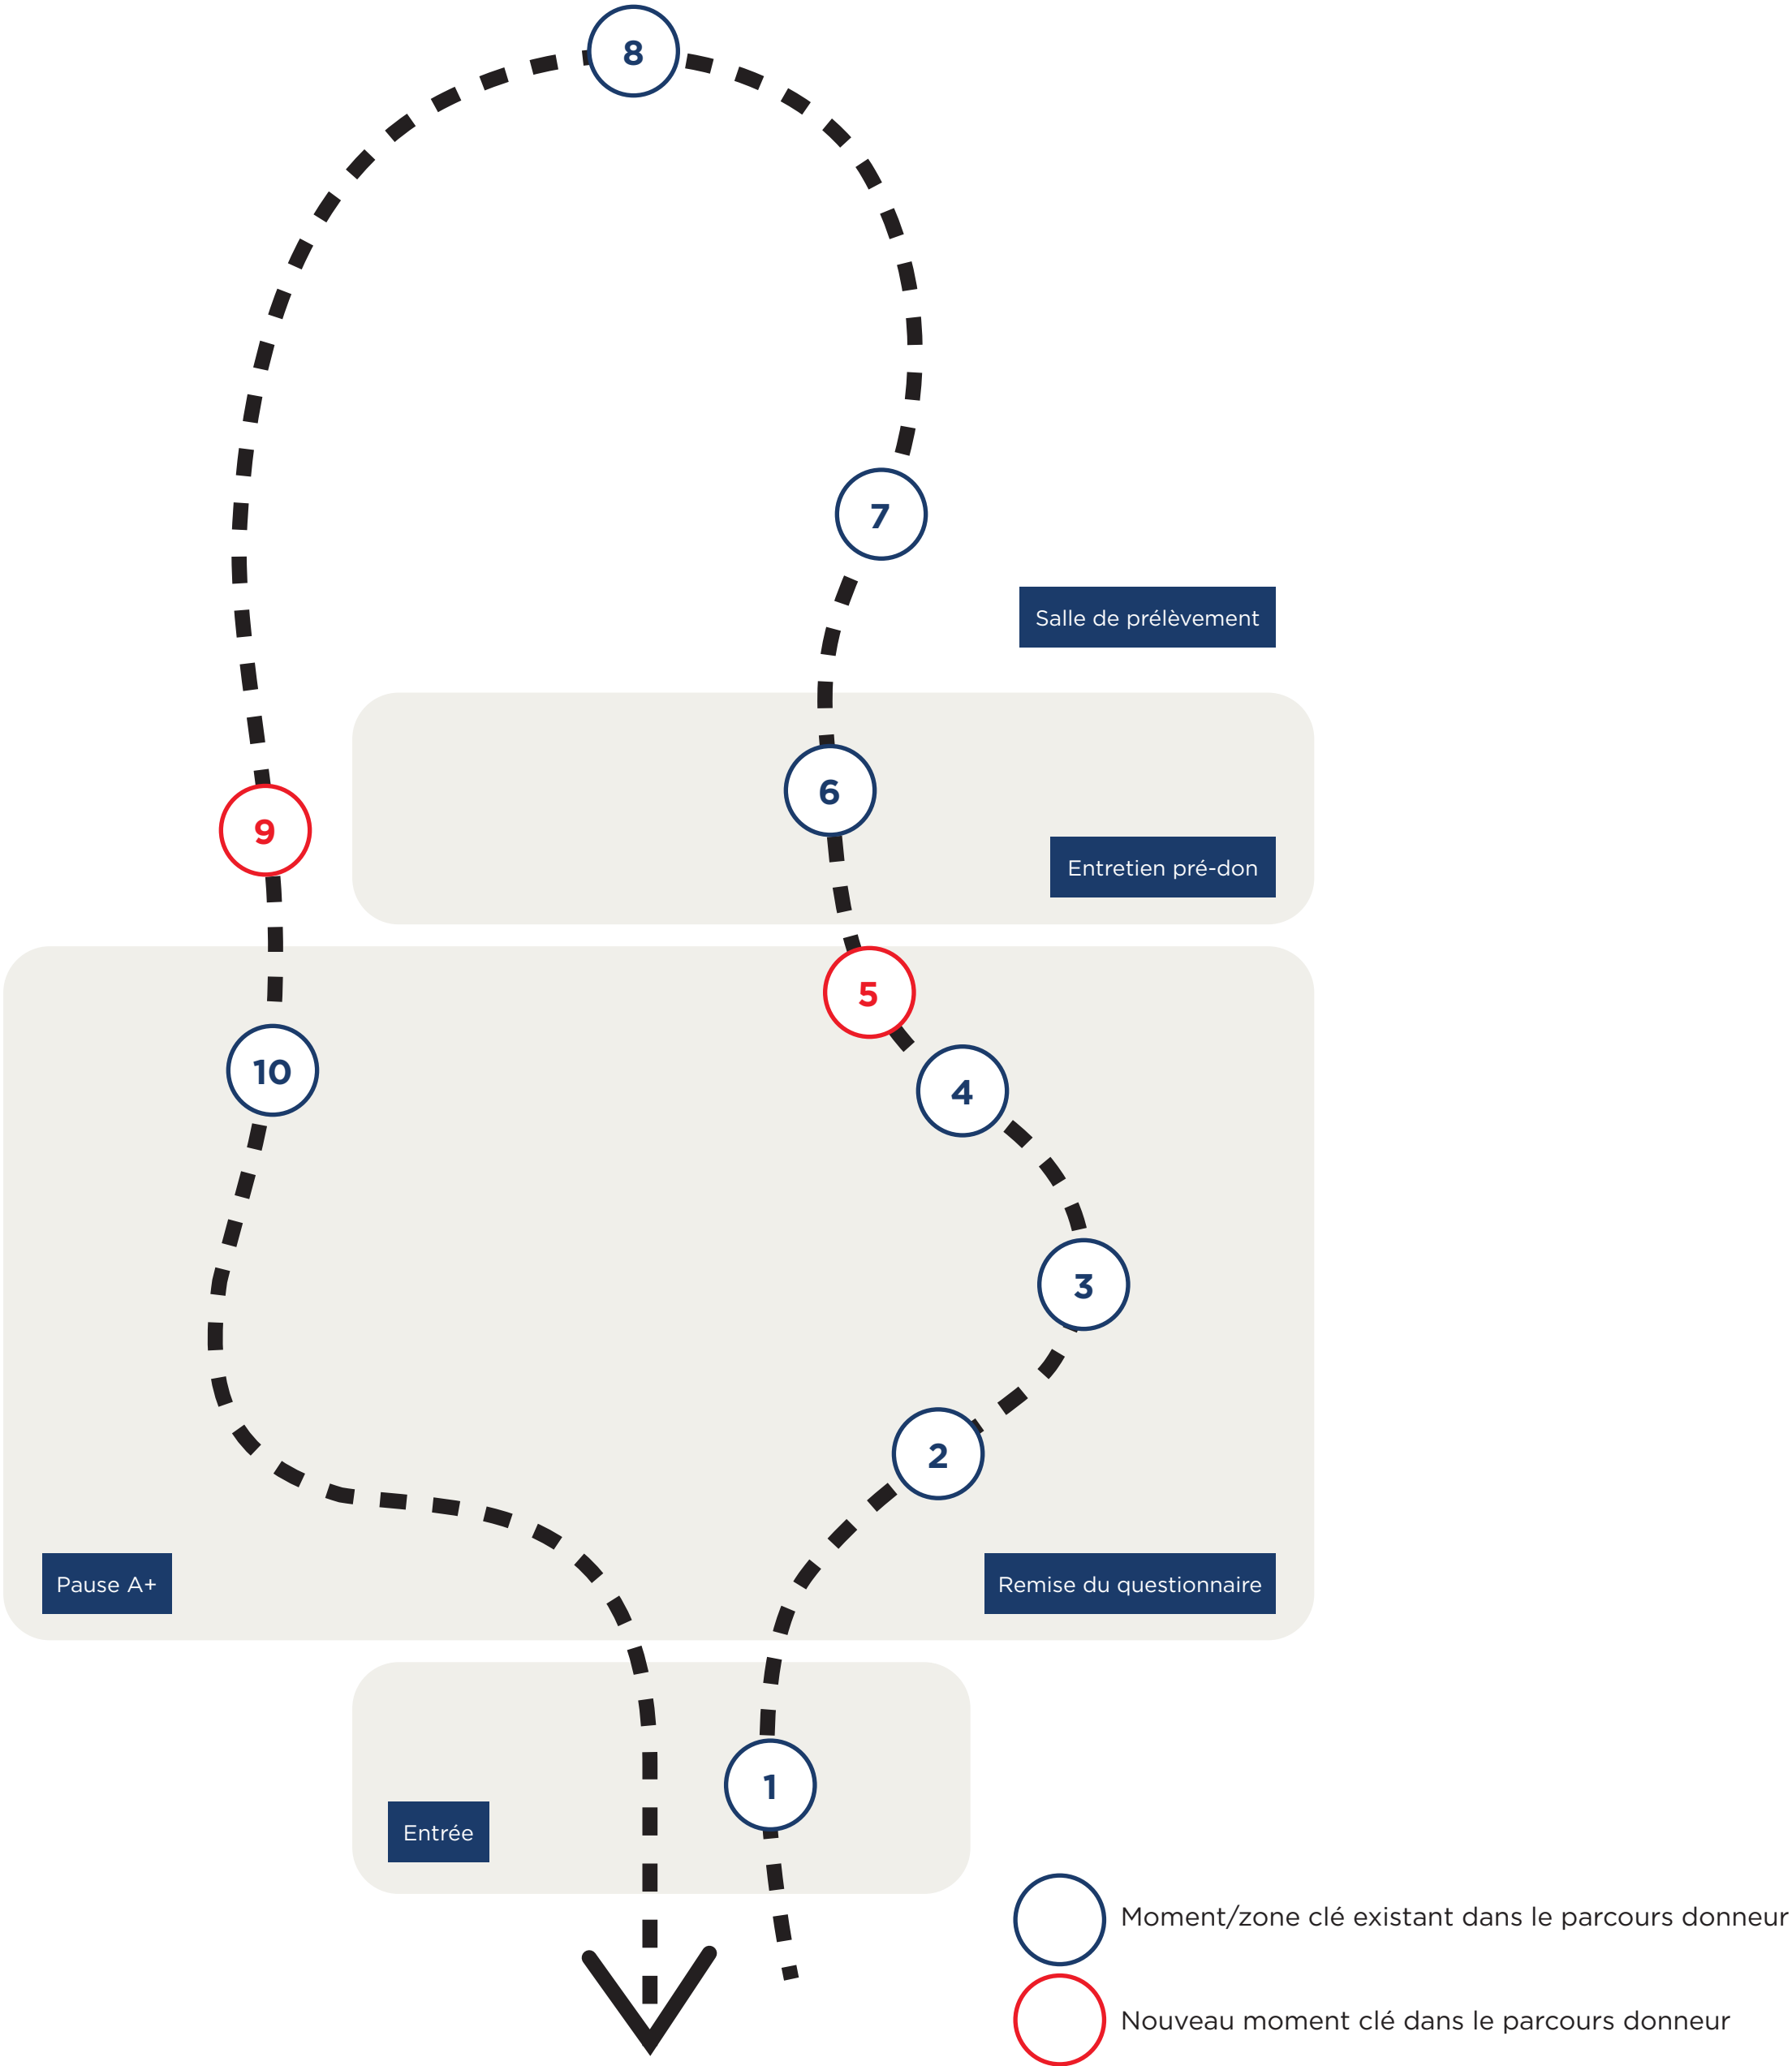 8
7
Salle de prélèvement
6
9
Entretien pré-don
5
10
4
3
2
Pause A+
Remise du questionnaire
1
Entrée
Moment/zone clé existant dans le parcours donneur
Nouveau moment clé dans le parcours donneur